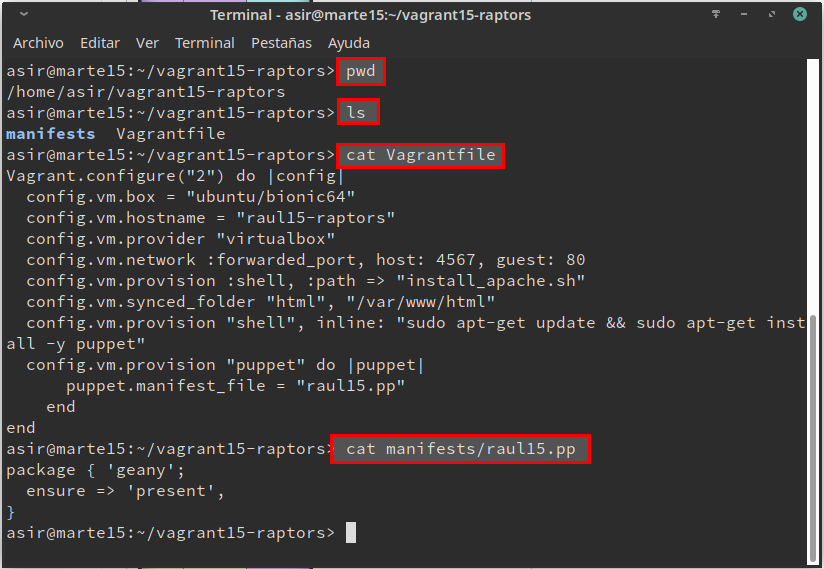 Terminal - asir@marte15:~/vagrant15-raptors
Archivo Editar Ver Terminal Pestañas Ayuda
asir@marte15:~/vagrant15-raptors> pwd
/home/asir/vagrant15-raptors
asir@marte15:~/vagrant15-raptors> ls
manifests  Vagrantfile
asir@marte15:~/vagrant15-raptors> cat Vagrantfile
Vagrant.configure("2") do |config|
  config.vm.box = "ubuntu/bionic64"
  config.vm.hostname = "raul15-raptors"
  config.vm.provider "virtualbox"
  config.vm.network :forwarded_port, host: 4567, guest: 80
  config.vm.provision :shell, :path => "install_apache.sh"
  config.vm.synced_folder "html", "/var/www/html"
  config.vm.provision "shell", inline: "sudo apt-get update && sudo apt-get inst
all -y puppet"
  config.vm.provision "puppet" do |puppet|
      puppet.manifest_file = "raul15.pp"
    end
end
asir@marte15:~/vagrant15-raptors> cat manifests/raul15.pp
package { 'geany';
  ensure => 'present',
}
asir@marte15:~/vagrant15-raptors>